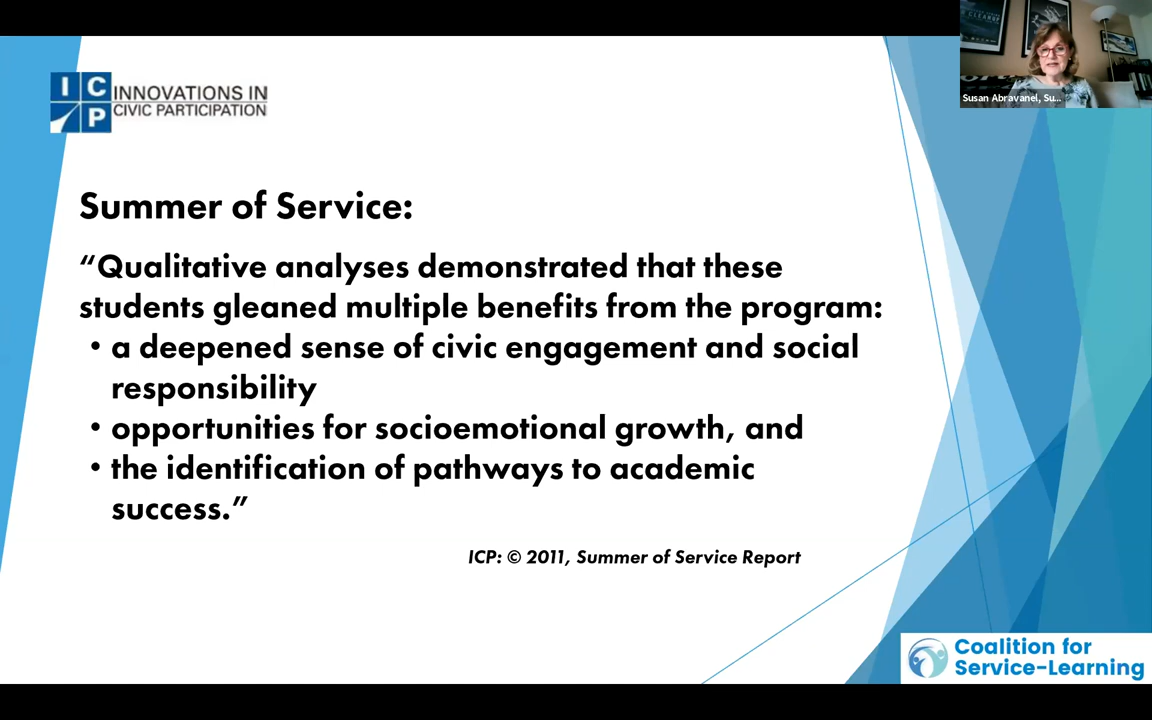 I C P
INNOVATIONS IN
CIVIC PARTICIPATION
Susan Abravanel, Su...
Summer of Service:
“Qualitative analyses demonstrated that these
students gleaned multiple benefits from the program:
• a deepened sense of civic engagement and social
responsibility
• opportunities for socioemotional growth, and
• the identification of pathways to academic
success.”
ICP: © 2011, Summer of Service Report
Coalition for
Service-Learning